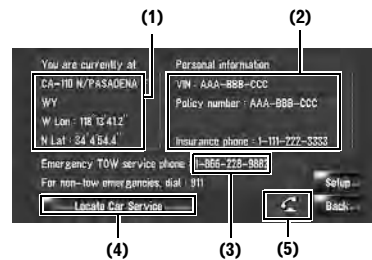 (1)
(2)
You are currently at
Personal information
CA-110 N/PASADENA
VIN : AAA-BBB-CCC
WY
Policy number : AAA-BBB-CCC
W Lon : 118˚13'41.2"
N Lat : 34˚4'54.4"
Insurance phone : 1-111-222-3333
Emergency TOW service phone : 1-866-228-9882
For non-tow emergencies, dial : 911
Setup
Locate Car Service
Back
(4)
(3)
(5)